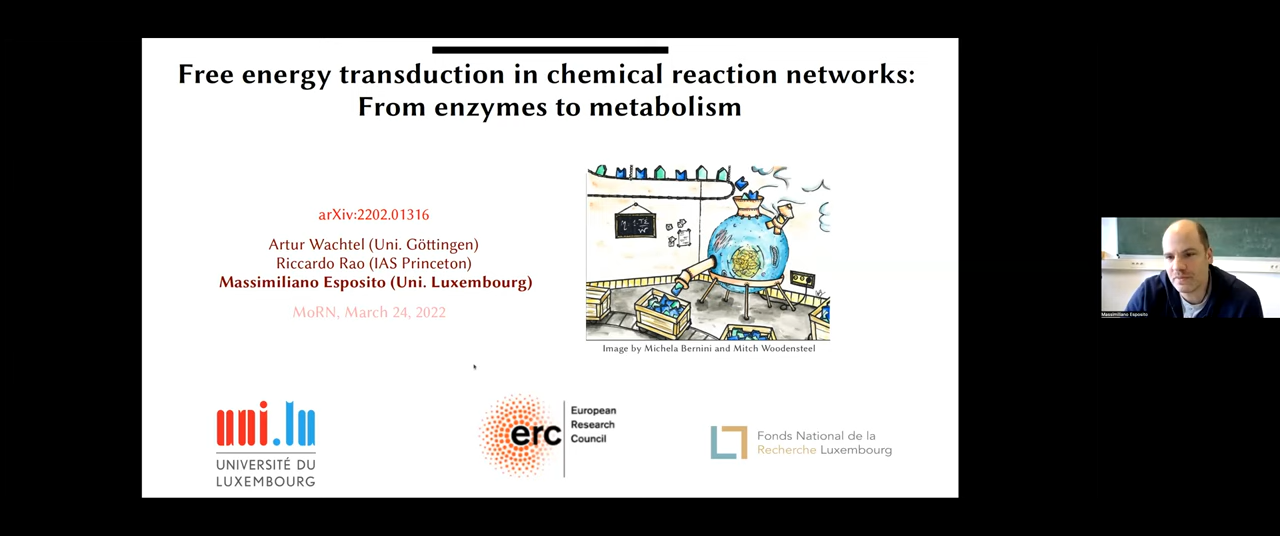 Free energy transduction in chemical reaction networks:
From enzymes to metabolism
arXiv:2202.01316
Artur Wachtel (Uni. Göttingen)
Riccardo Rao (IAS Princeton)
Massimiliano Esposito (Uni. Luxembourg)
MoRN, March 24, 2022
Image by Michela Bernini and Mitch Woodensteel
uni.lu
UNIVERSITÉ DU
LUXEMBOURG
erc
European
Research
Council
Fonds National de la
Recherche Luxembourg
Massimiliano Esposito